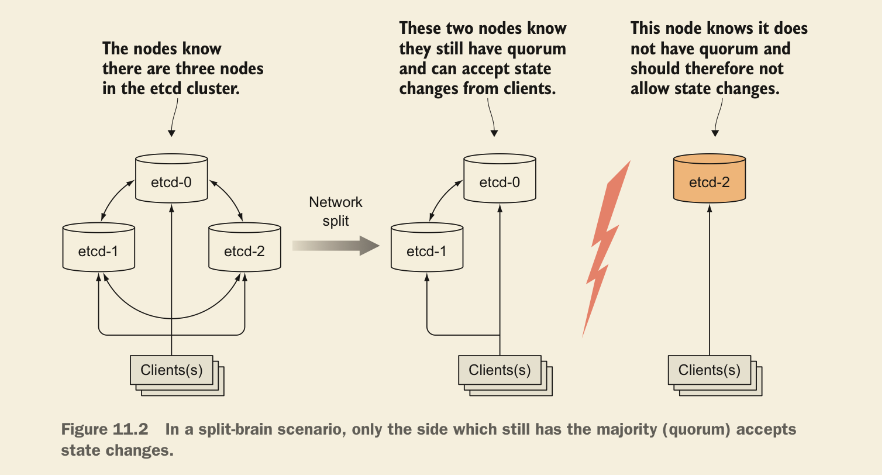 The nodes know
there are three nodes
in the etcd cluster.
These two nodes know
they still have quorum
and can accept state
changes from clients.
This node knows it does
not have quorum and
should therefore not
allow state changes.
etcd-0
etcd-1
etcd-2
Clients(s)
Network
split
etcd-0
etcd-1
Clients(s)
etcd-2
Clients(s)
Figure 11.2 In a split-brain scenario, only the side which still has the majority (quorum) accepts
state changes.